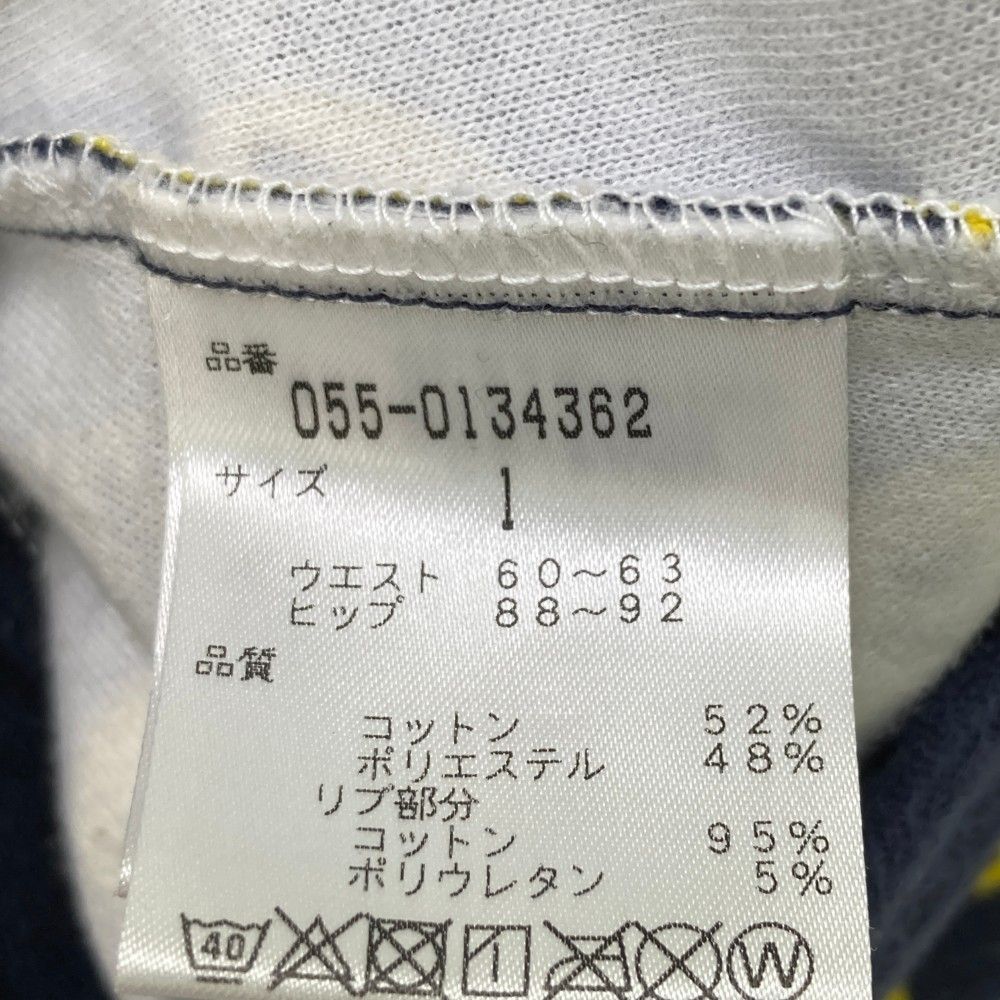 品番
055-0134362
サイズ 1
ウエスト 60~63
ヒップ 88~92
品質
コットン 52%
ポリエステル 48%
リブ部分
コットン 95%
ポリウレタン 5%
40 W